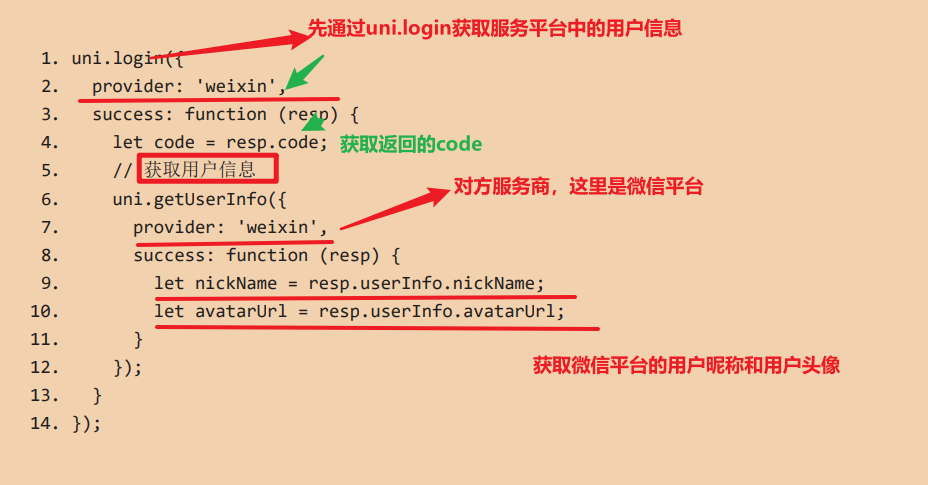 先通过uni.login获取服务平台中的用户信息
1. uni.login({
2. provider: 'weixin',
3. success: function (resp) {
4. let code = resp.code; 获取返回的code
5. // 获取用户信息
对方服务商，这里是微信平台
6. uni.getUserInfo({
7. provider: 'weixin',
8. success: function (resp) {
9. let nickName = resp.userInfo.nickName;
10. let avatarUrl = resp.userInfo.avatarUrl;
11. }
获取微信平台的用户昵称和用户头像
12. });
13. }
14. });